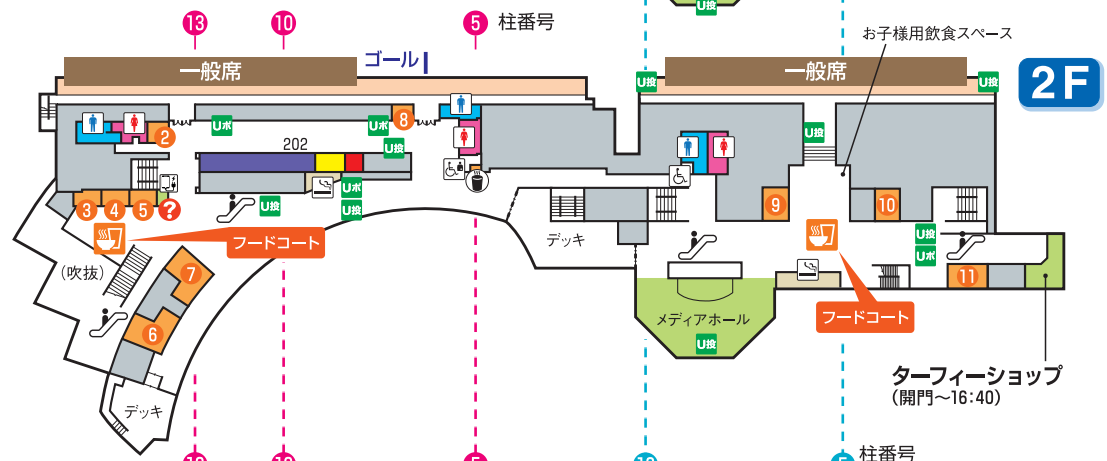 U投
13
10
5 柱番号
お子様用飲食スペース
ゴール
一般席
一般席
2F
U投
U投
8
2
Uポ
Uポ
U投
U投
202
Uポ
U投
U投
3
4
5
?
9
10
フードコート
デッキ
U投
Uポ
(吹抜)
7
11
メディアホール
フードコート
6
U投
ターフィーショップ
(開門〜16:40)
デッキ
柱番号